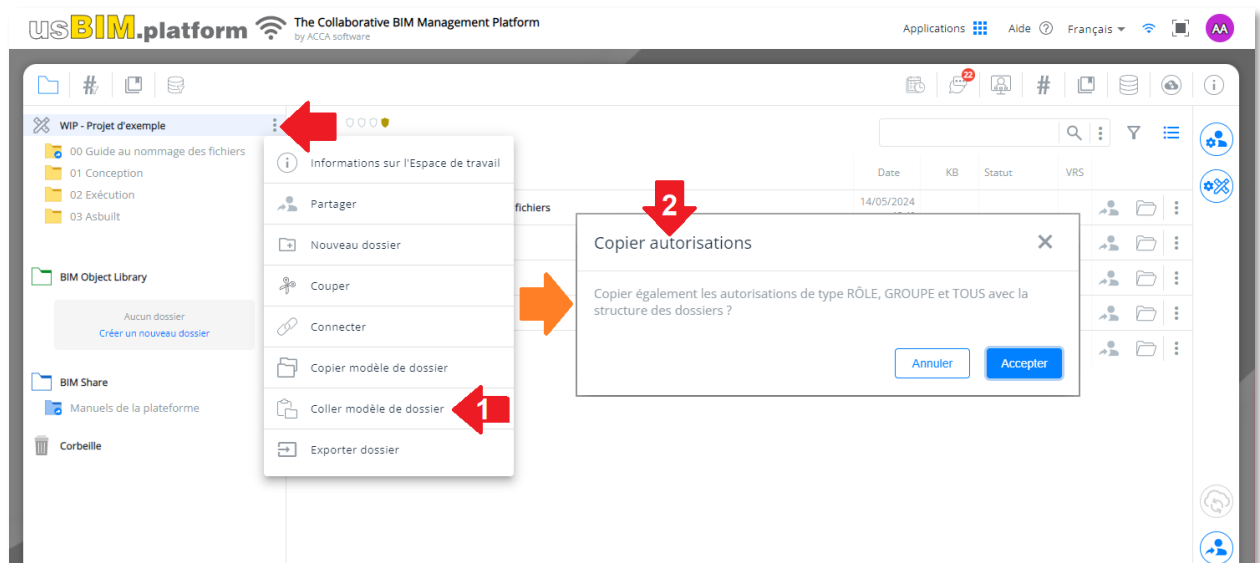 usBIM.platform
The Collaborative BIM Management Platform
by ACCA software
Applications
Aide
Français
AA
22
WIP - Projet d'exemple
00 Guide au nommage des fichiers
01 Conception
02 Exécution
03 Asbuilt
BIM Object Library
Aucun dossier
Créer un nouveau dossier
BIM Share
Manuels de la plateforme
Corbeille
Informations sur l'Espace de travail
Partager
Nouveau dossier
Couper
Connecter
Copier modèle de dossier
Coller modèle de dossier
1
Exporter dossier
Date KB Statut VRS
fichiers
14/05/2024
2
Copier autorisations
Copier également les autorisations de type RÔLE, GROUPE et TOUS avec la
structure des dossiers ?
Annuler
Accepter